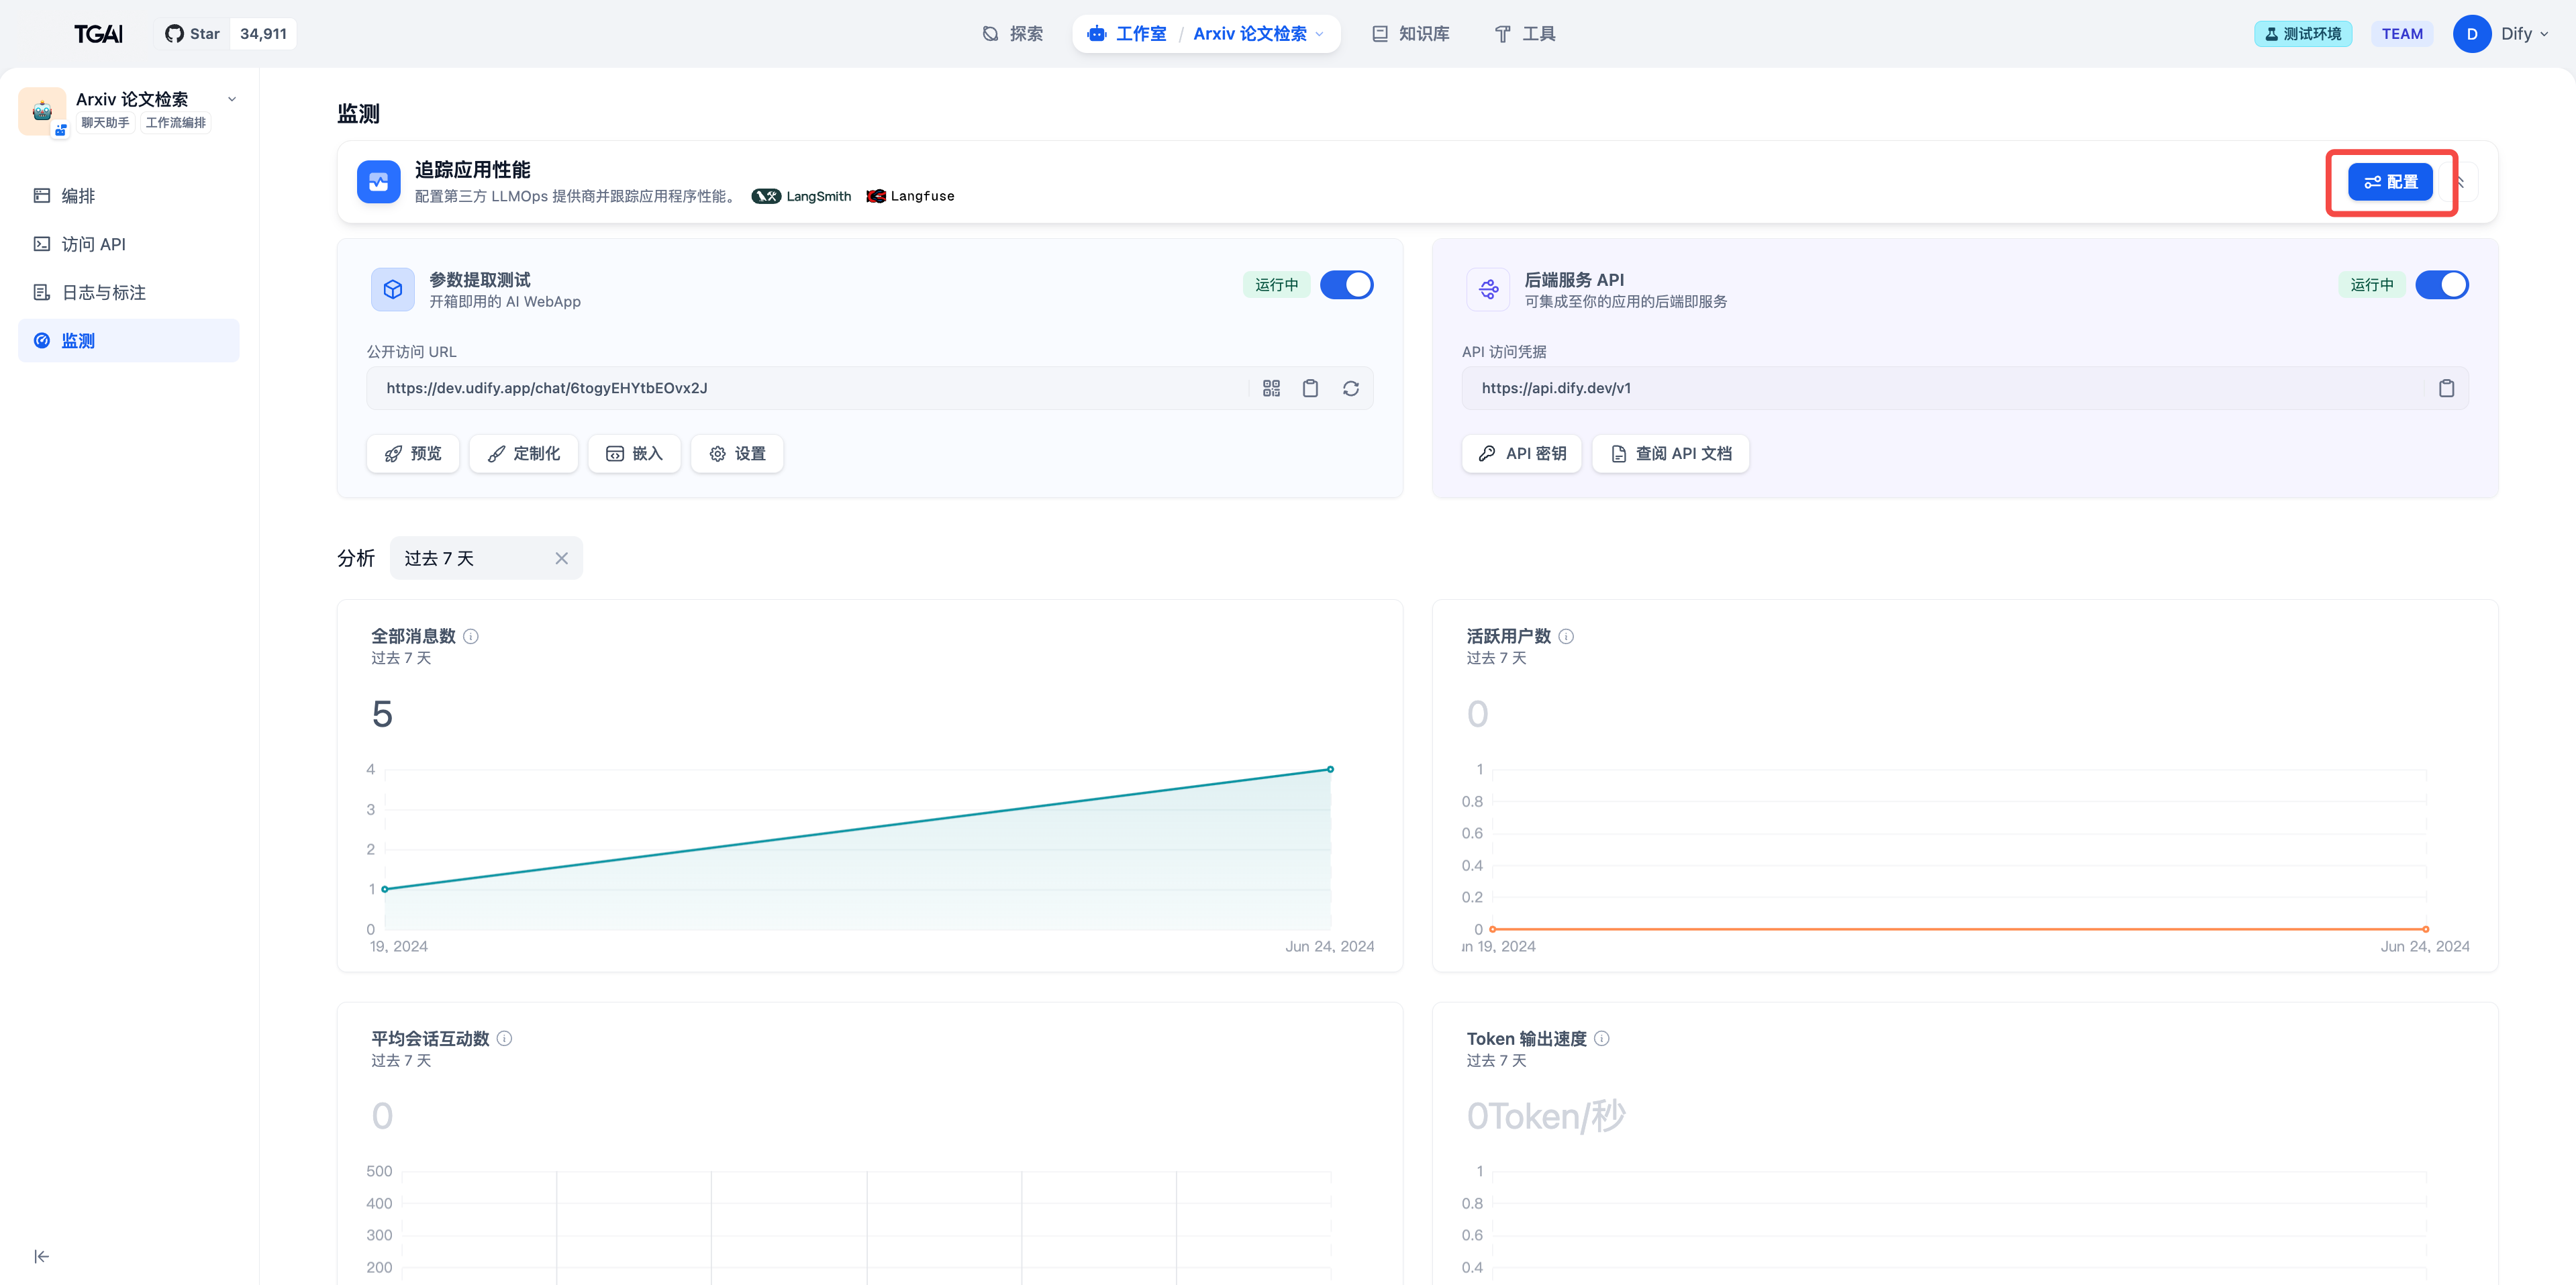 TGAI
Star 34,911
探索
工作室 / Arxiv 论文检索
知识库
工具
测试环境
TEAM
D
Dify
Arxiv 论文检索
聊天助手 工作流编排
编排
访问 API
日志与标注
监测
监测
追踪应用性能
配置第三方 LLMOps 提供商并跟踪应用程序性能。 LangSmith Langfuse
配置
参数提取测试
开箱即用的 AI WebApp
运行中
公开访问 URL
https://dev.udify.app/chat/6togyEHYtbEOvx2J
预览 定制化 嵌入 设置
后端服务 API
可集成至你的应用的后端即服务
运行中
API 访问凭据
https://api.dify.dev/v1
API 密钥 查阅 API 文档
分析 过去 7 天
全部消息数
过去 7 天
5
4
3
2
1
0
19, 2024 Jun 24, 2024
活跃用户数
过去 7 天
0
1
0.8
0.6
0.4
0.2
0
un 19, 2024 Jun 24, 2024
平均会话互动数
过去 7 天
0
500
400
300
200
Token 输出速度
过去 7 天
0Token/秒
1
0.8
0.6
0.4